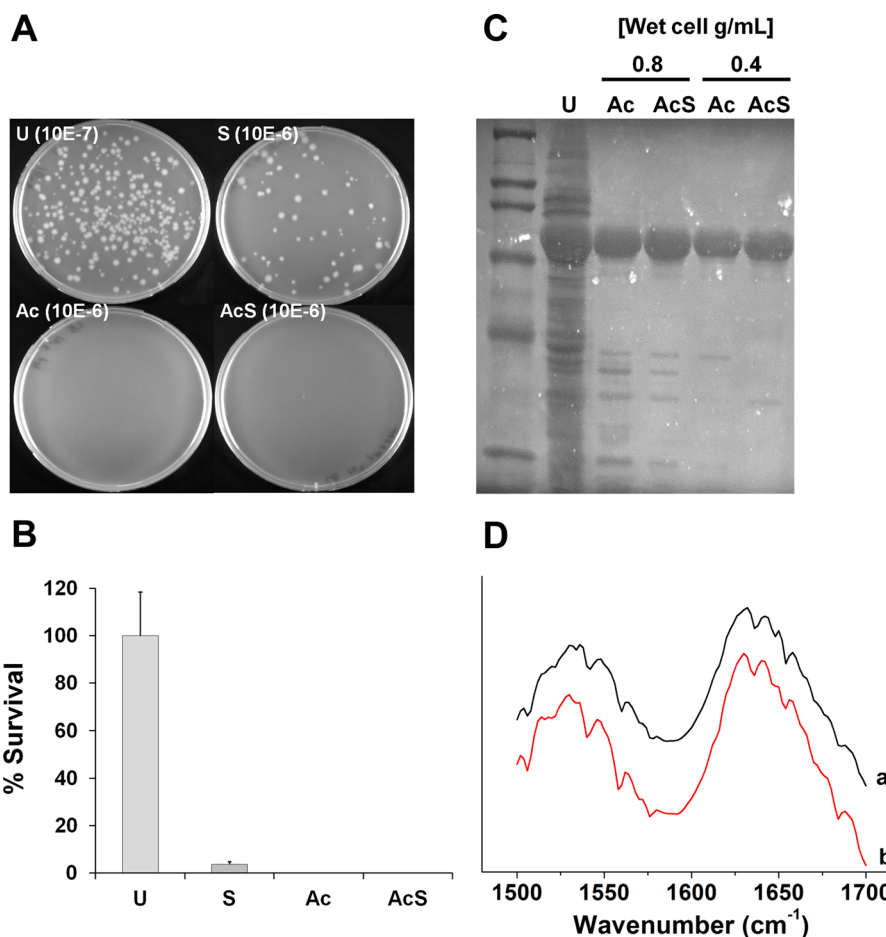 A
U (10E-7)
S (10E-6)
Ac (10E-6)
AcS (10E-6)
B
% Survival
120
100
80
60
40
20
0
U
S
Ac
AcS
C
[Wet cell g/mL]
0.8
0.4
U
Ac
AcS
Ac
AcS
D
a
b
1500
1550
1600
1650
1700
Wavenumber (cm⁻¹)